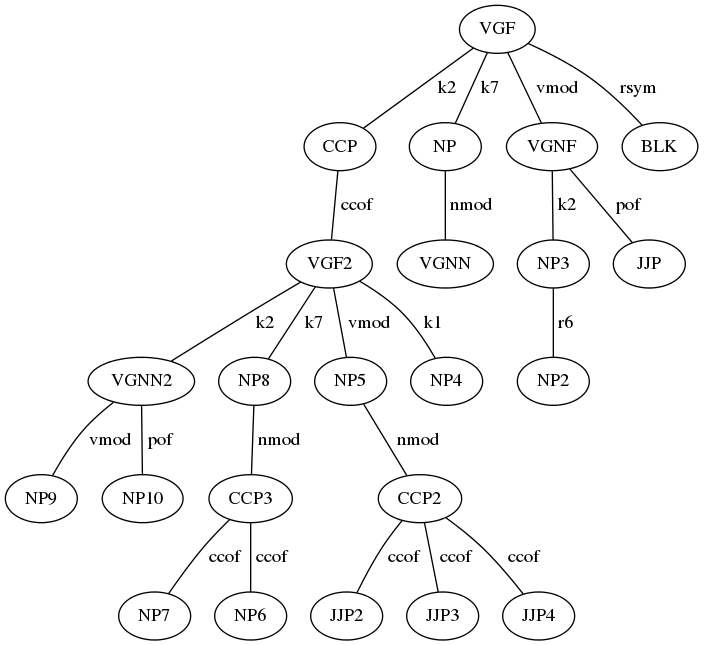 VGF
k2 k7 vmod rsym
CCP NP VGNF BLK
ccof nmod k2 pof
VGF2 VGNN NP3 JJP
k2 k7 vmod k1 r6
VGNN2 NP8 NP5 NP4 NP2
vmod pof nmod nmod
NP9 NP10 CCP3 CCP2
ccof ccof ccof ccof ccof
NP7 NP6 JJP2 JJP3 JJP4